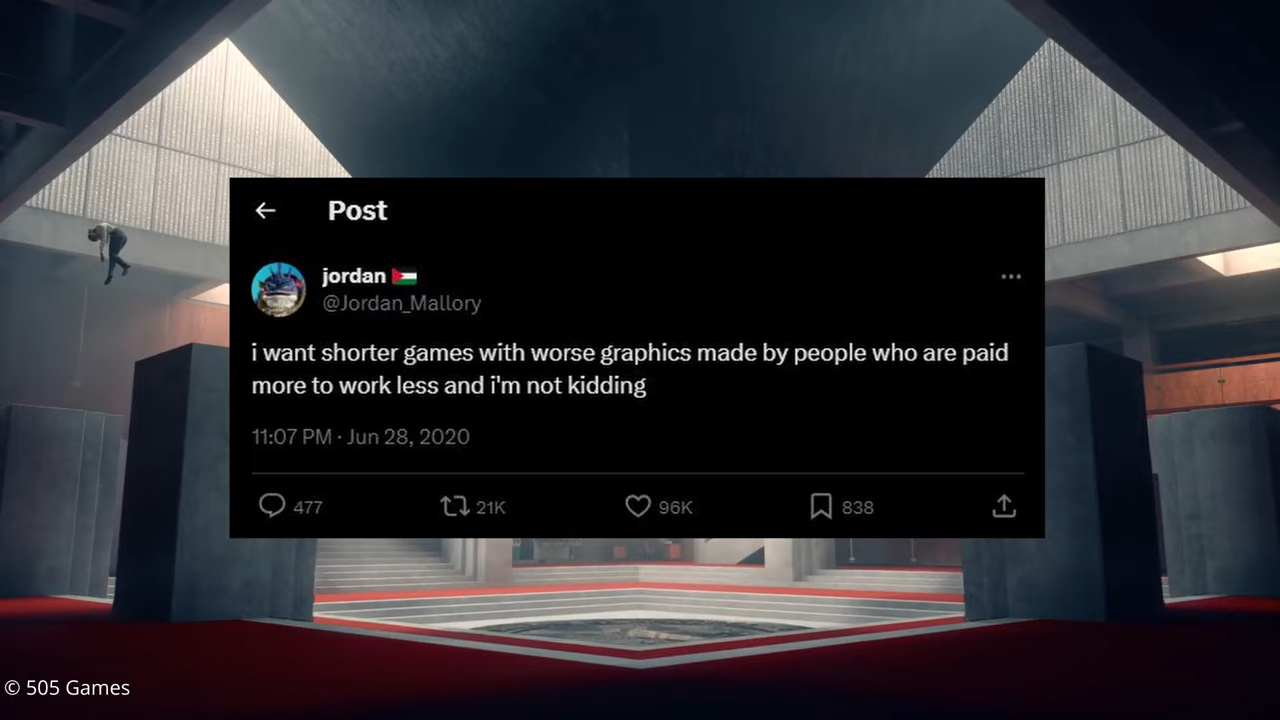 Post
jordan 🇵🇸
@Jordan_Mallory
i want shorter games with worse graphics made by people who are paid
more to work less and i'm not kidding
11:07 PM · Jun 28, 2020
477 21K 96K 838
© 505 Games